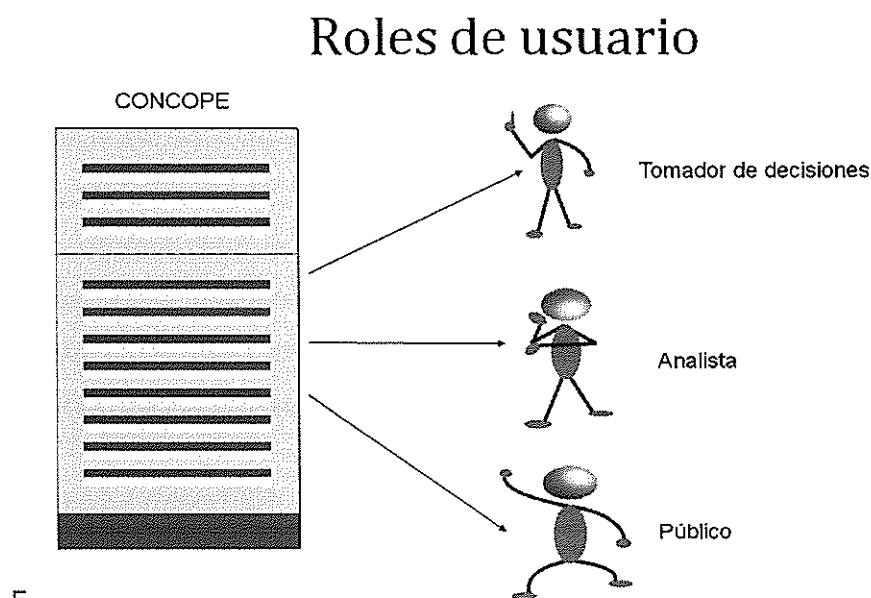 Roles de usuario
CONCOPE
Tomador de decisiones
Analista
Público